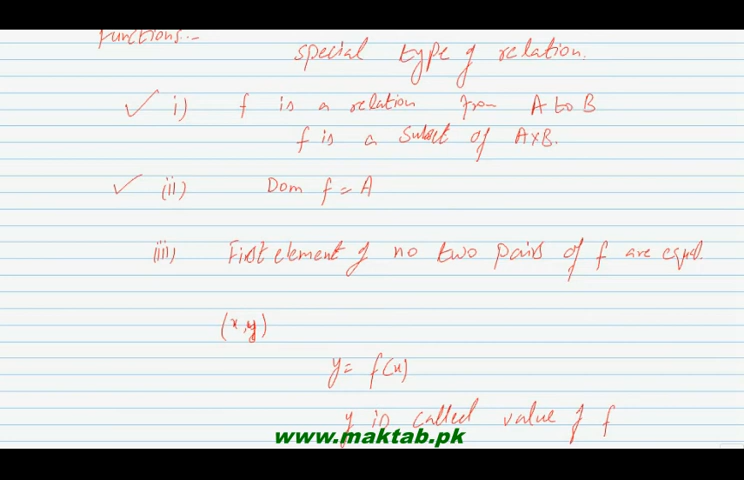 Functions:-
special type of relation.
✓ i) f is a relation from A to B
f is a subset of A×B.
✓ (ii) Dom f = A
(iii) First element of no two pairs of f are equal.
(x,y)
y = f(x)
y is called value of f
www.maktab.pk